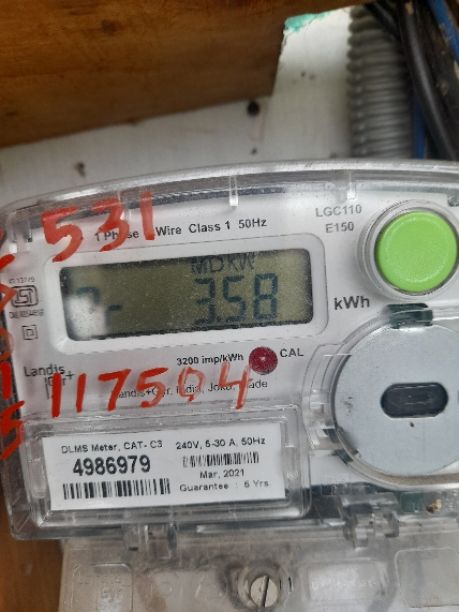 LGC110
E150
531
1 Phase Wire Class 1 50Hz
MD KW
3.58
kWh
3200 imp/kWh
CAL
Landis
Gyr+
117504
DLMS Meter, CAT- C3 240V, 5-30 A, 50Hz
4986979
Mar, 2021
Guarantee : 5 Yrs